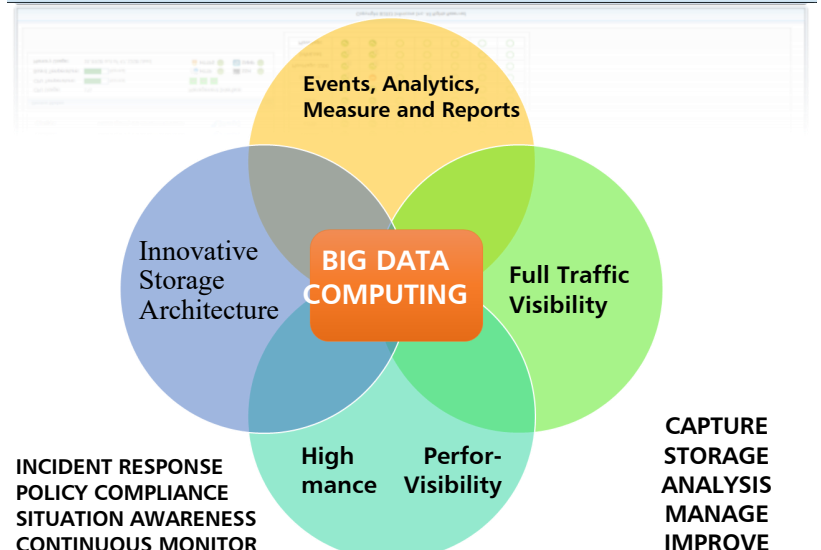 Events, Analytics,
Measure and Reports
Innovative
Storage
Architecture
BIG DATA
COMPUTING
Full Traffic
Visibility
High Perfor-
mance Visibility
INCIDENT RESPONSE
POLICY COMPLIANCE
SITUATION AWARENESS
CONTINUOUS MONITOR
CAPTURE
STORAGE
ANALYSIS
MANAGE
IMPROVE